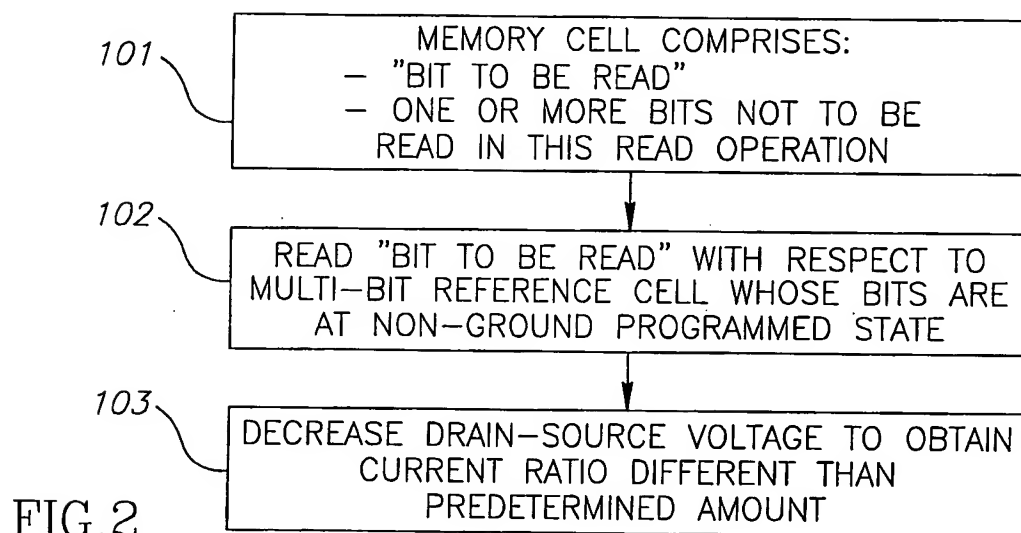 101
MEMORY CELL COMPRISES:
– "BIT TO BE READ"
– ONE OR MORE BITS NOT TO BE
READ IN THIS READ OPERATION
102
READ "BIT TO BE READ" WITH RESPECT TO
MULTI–BIT REFERENCE CELL WHOSE BITS ARE
AT NON–GROUND PROGRAMMED STATE
103
DECREASE DRAIN–SOURCE VOLTAGE TO OBTAIN
CURRENT RATIO DIFFERENT THAN
PREDETERMINED AMOUNT
FIG.2